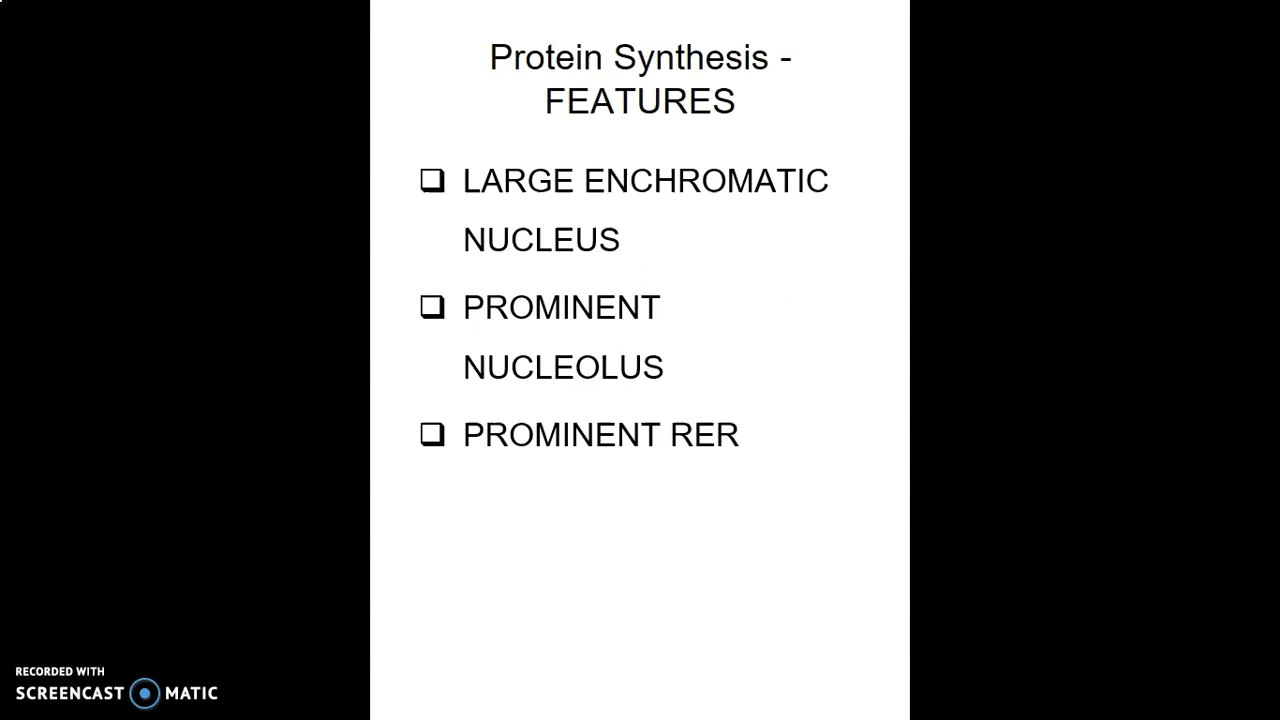 Protein Synthesis -
FEATURES
❑ LARGE ENCHROMATIC
NUCLEUS
❑ PROMINENT
NUCLEOLUS
❑ PROMINENT RER
RECORDED WITH
SCREENCAST MATIC